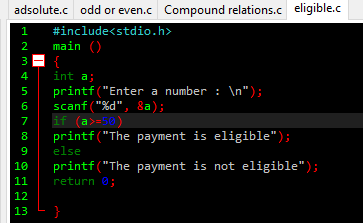 adsolute.c odd or even.c Compound relations.c eligible.c
1 #include<stdio.h>
2 main ()
3 {
4 int a;
5 printf("Enter a number : \n");
6 scanf("%d", &a);
7 if (a>=
8 printf("The payment is eligible");
9 else
10 printf("The payment is not eligible");
11 return 0;
12
13 }